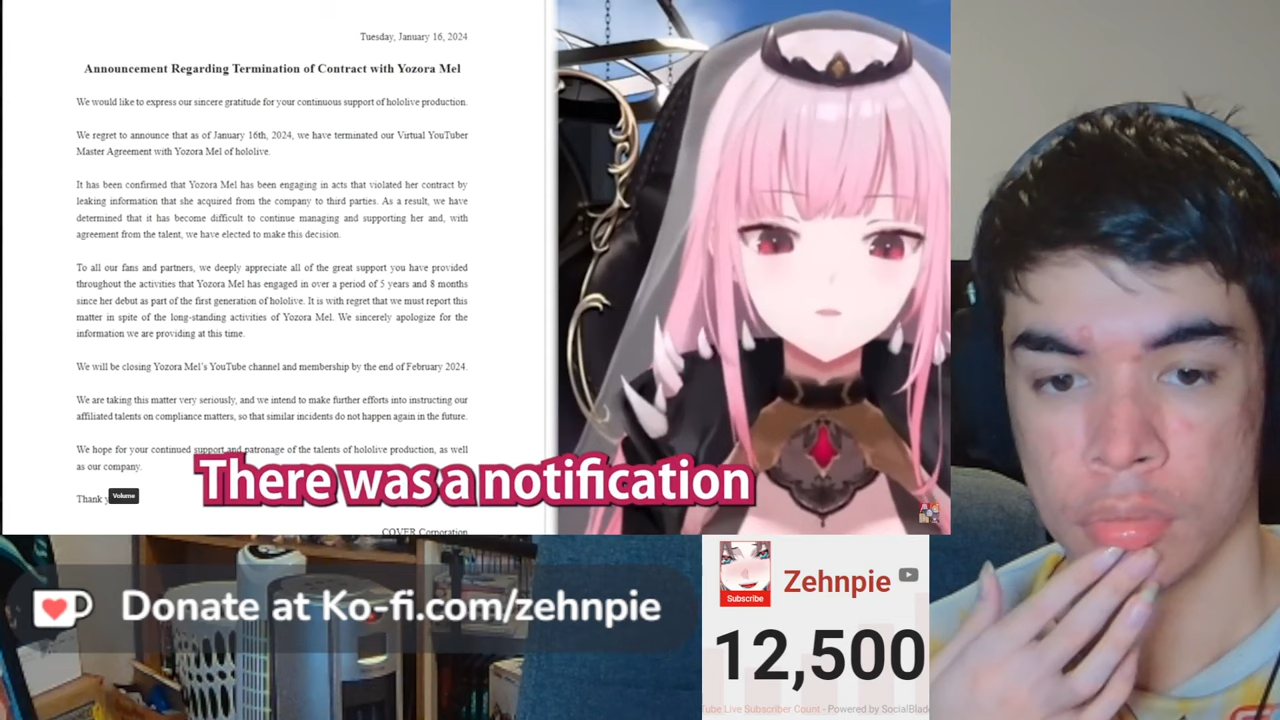 Tuesday, January 16, 2024
Announcement Regarding Termination of Contract with Yozora Mel
We would like to express our sincere gratitude for your continuous support of hololive production.
We regret to announce that as of January 16th, 2024, we have terminated our Virtual YouTuber
Master Agreement with Yozora Mel of hololive.
It has been confirmed that Yozora Mel has been engaging in acts that violated her contract by
leaking information that she acquired from the company to third parties. As a result, we have
determined that it has become difficult to continue managing and supporting her and, with
agreement from the talent, we have elected to make this decision.
To all our fans and partners, we deeply appreciate all of the great support you have provided
throughout the activities that Yozora Mel has engaged in over a period of 5 years and 8 months
since her debut as part of the first generation of hololive. It is with regret that we must report this
matter in spite of the long-standing activities of Yozora Mel. We sincerely apologize for the
information we are providing at this time.
We will be closing Yozora Mel's YouTube channel and membership by the end of February 2024.
We are taking this matter very seriously, and we intend to make further efforts into instructing our
affiliated talents on compliance matters, so that similar incidents do not happen again in the future.
We hope for your continued support and patronage of the talents of hololive production, as well
as our company.
Thank y
Volume
There was a notification
COVER Corporation
Donate at Ko-fi.com/zehnpie
Subscribe
Zehnpie
12,500
Tube Live Subscriber Count - Powered by SocialBlad